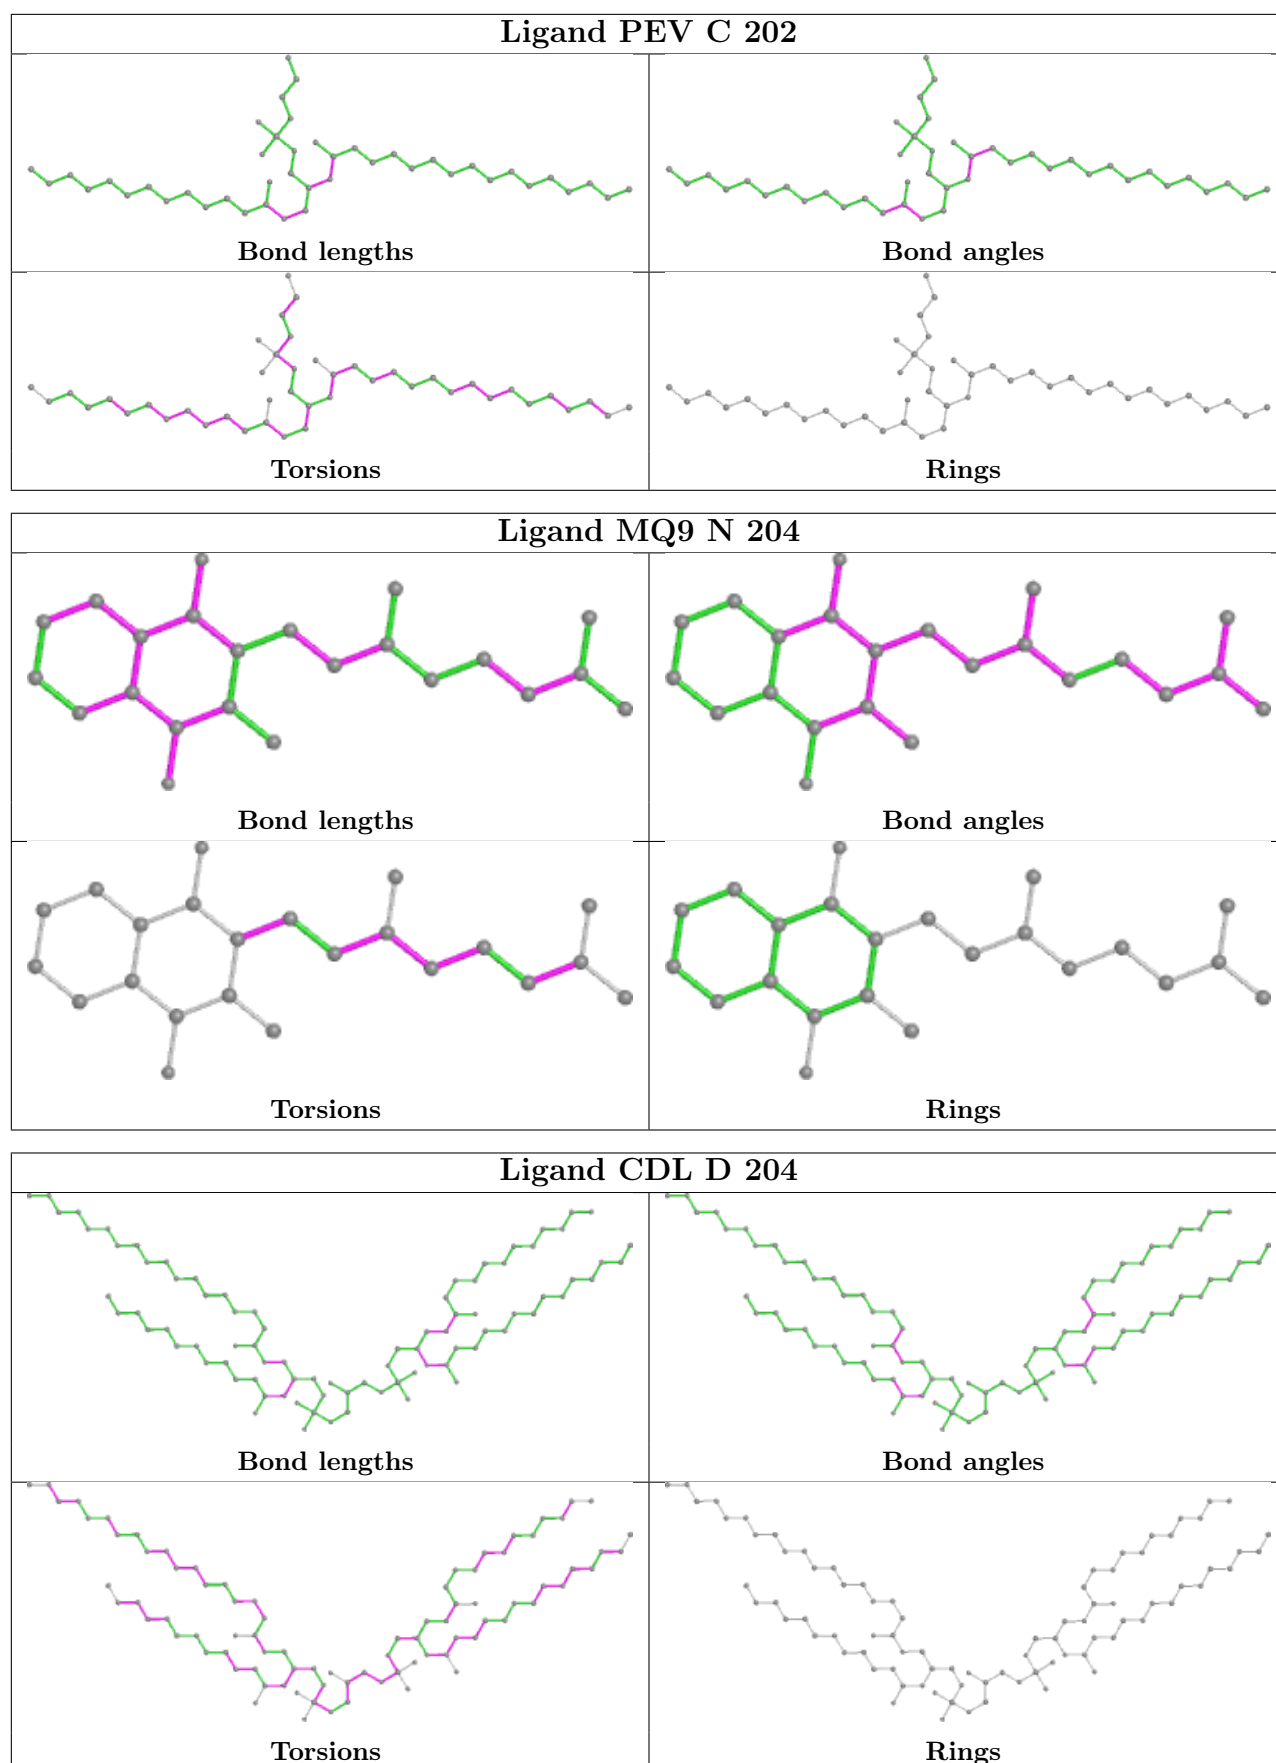 Ligand PEV C 202
Bond lengths
Bond angles
Torsions
Rings
Ligand MQ9 N 204
Bond lengths
Bond angles
Torsions
Rings
Ligand CDL D 204
Bond lengths
Bond angles
Torsions
Rings